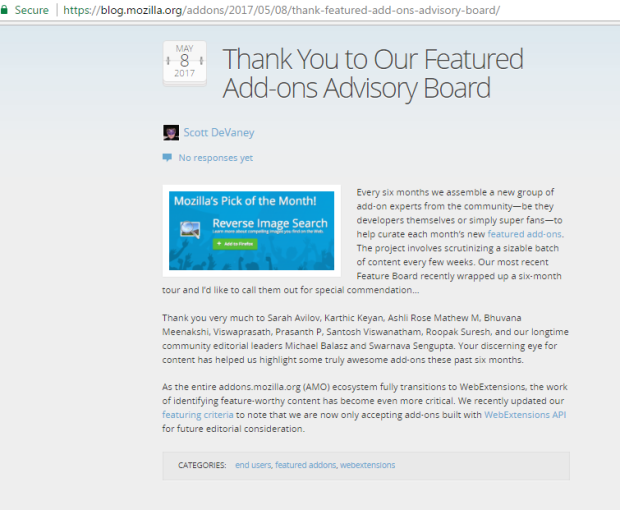 Secure | https://blog.mozilla.org/addons/2017/05/08/thank-featured-add-ons-advisory-board/
MAY
8
2017
Thank You to Our Featured
Add-ons Advisory Board
Scott DeVaney
No responses yet
Mozilla's Pick of the Month!
Reverse Image Search
Learn more about compelling images you find on the Web.
+ Add to Firefox
Every six months we assemble a new group of
add-on experts from the community—be they
developers themselves or simply super fans—to
help curate each month's new featured add-ons.
The project involves scrutinizing a sizable batch
of content every few weeks. Our most recent
Feature Board recently wrapped up a six-month
tour and I'd like to call them out for special commendation…
Thank you very much to Sarah Avilov, Karthic Keyan, Ashli Rose Mathew M, Bhuvana
Meenakshi, Viswaprasath, Prasanth P, Santosh Viswanatham, Roopak Suresh, and our longtime
community editorial leaders Michael Balasz and Swarnava Sengupta. Your discerning eye for
content has helped us highlight some truly awesome add-ons these past six months.
As the entire addons.mozilla.org (AMO) ecosystem fully transitions to WebExtensions, the work
of identifying feature-worthy content has become even more critical. We recently updated our
featuring criteria to note that we are now only accepting add-ons built with WebExtensions API
for future editorial consideration.
CATEGORIES: end users, featured addons, webextensions